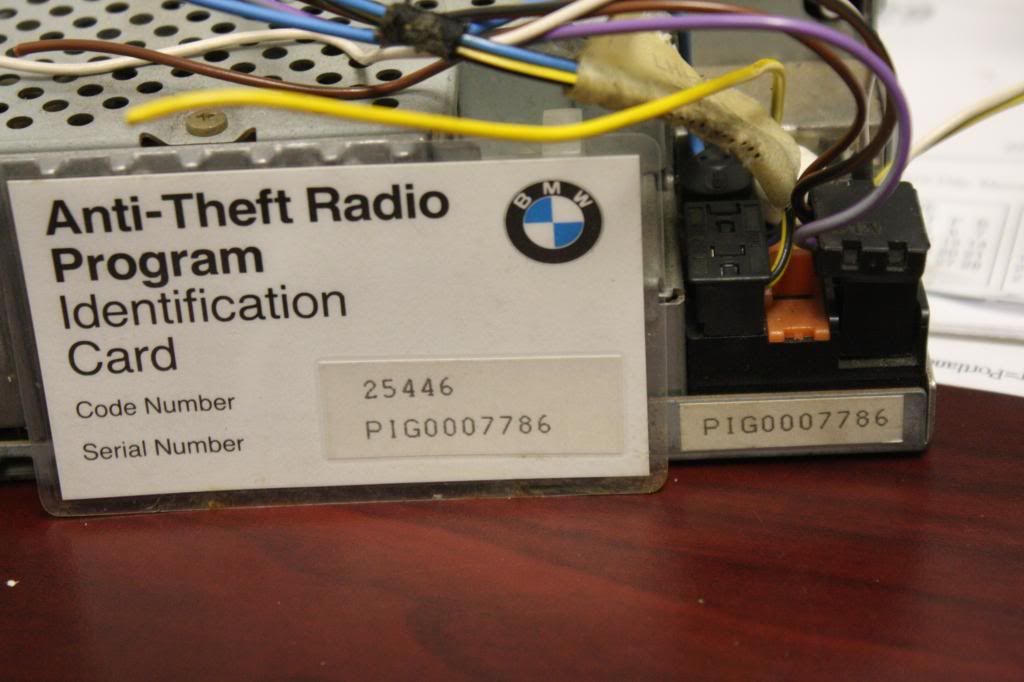 Anti-Theft Radio
Program
Identification
Card
BMW
Code Number
25446
Serial Number
PIG0007786
PIG0007786